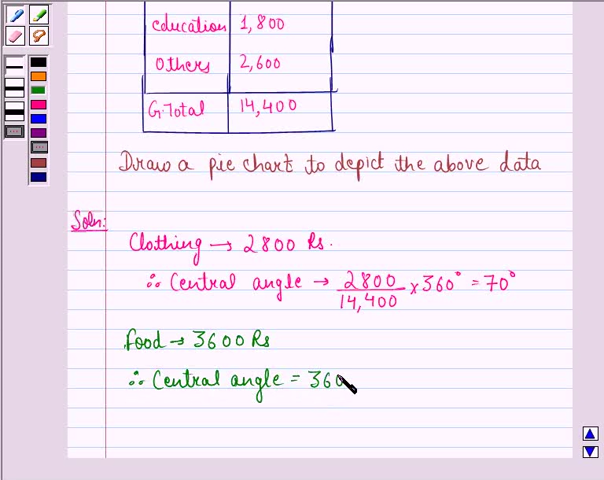 education 1,800
Others 2,600
G.Total 14,400
Draw a pie chart to depict the above data
Soln:
Clothing → 2800 Rs.
∴ Central angle → 2800/14,400 × 360° = 70°
Food → 3600 Rs
∴ Central angle = 360